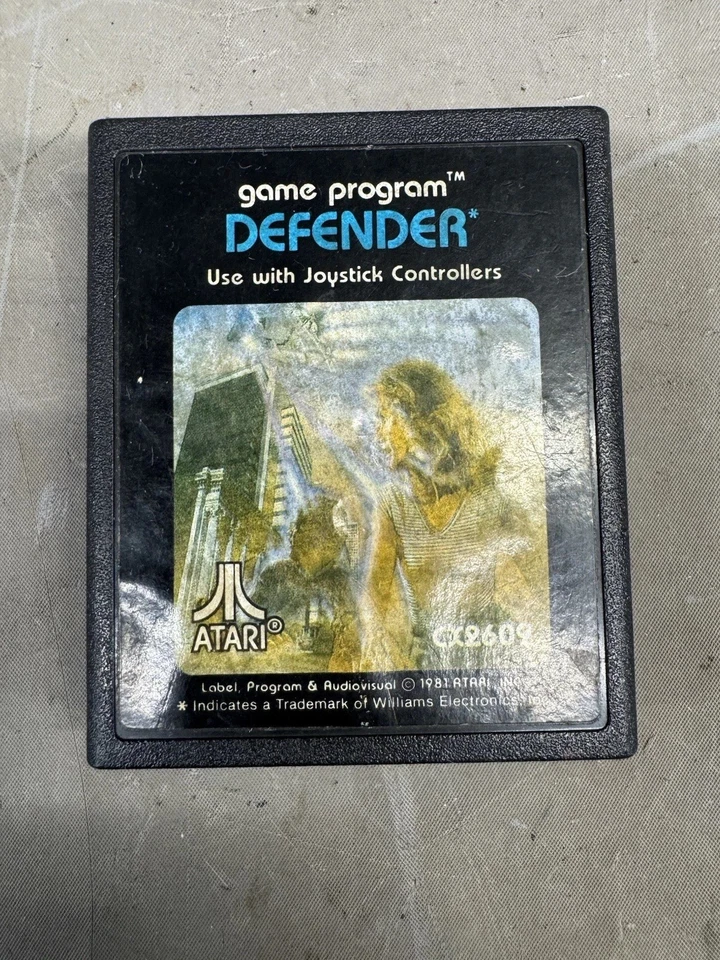 game program™
DEFENDER*
Use with Joystick Controllers
ATARI®
CX2609
Label, Program & Audiovisual © 1981 ATARI, INC.
* Indicates a Trademark of Williams Electronics, Inc.